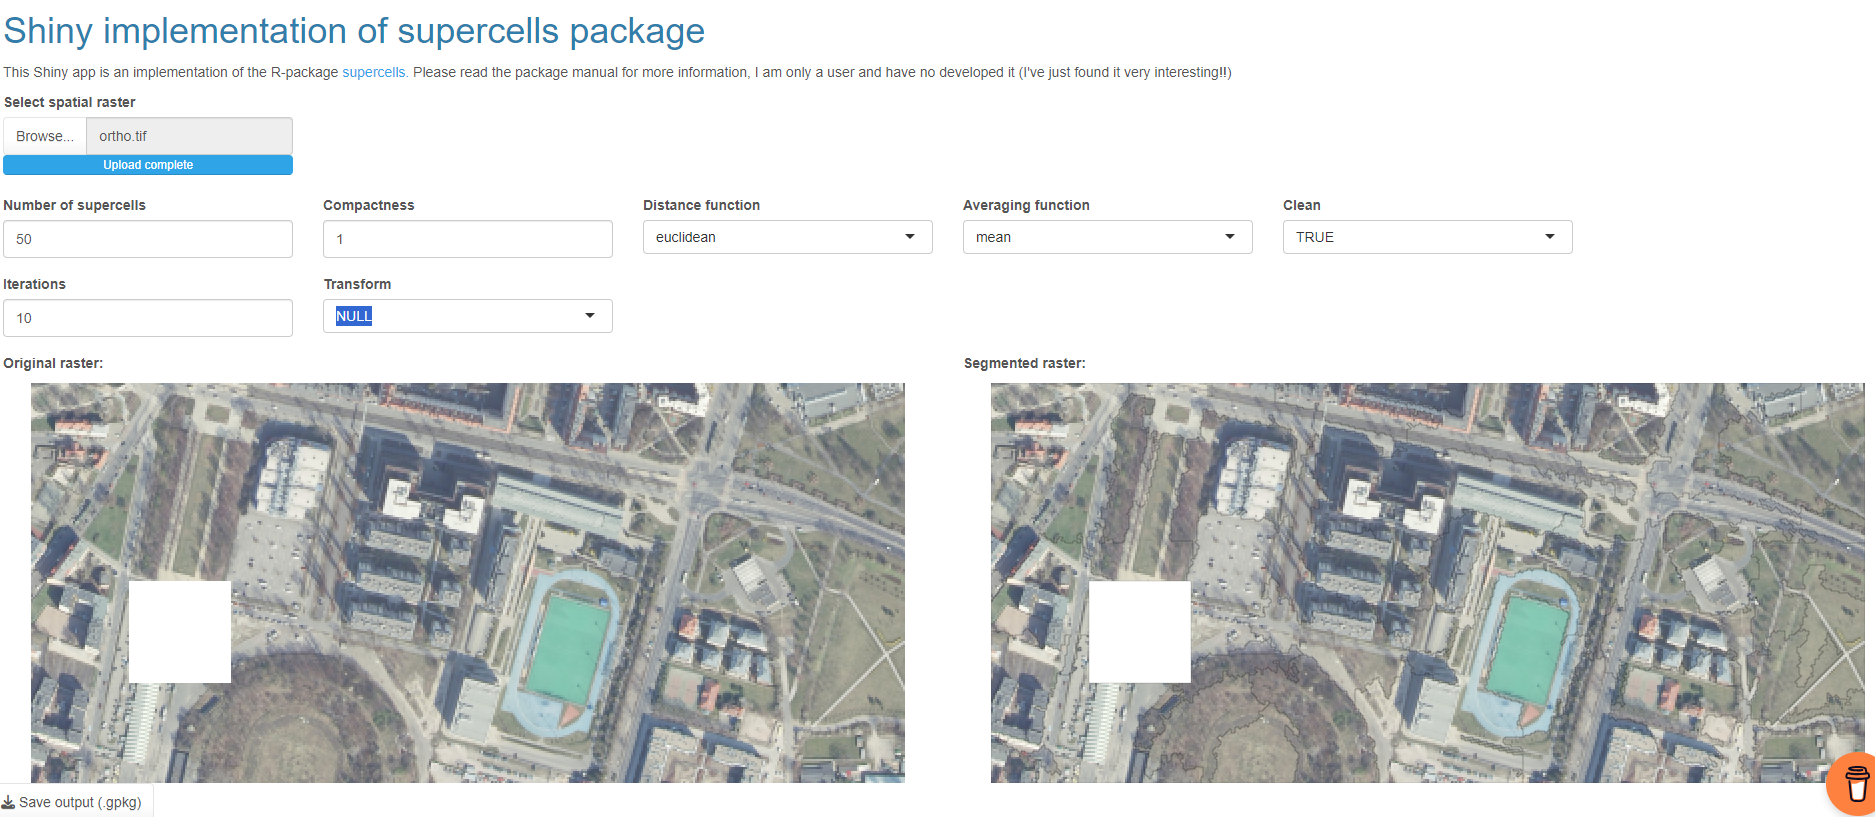 Shiny implementation of supercells package
This Shiny app is an implementation of the R-package supercells. Please read the package manual for more information, I am only a user and have no developed it (I've just found it very interesting!!)
Select spatial raster
Browse... ortho.tif
Upload complete
Number of supercells Compactness Distance function Averaging function Clean
50 1 euclidean mean TRUE
Iterations Transform
10 NULL
Original raster: Segmented raster:
Save output (.gpkg)